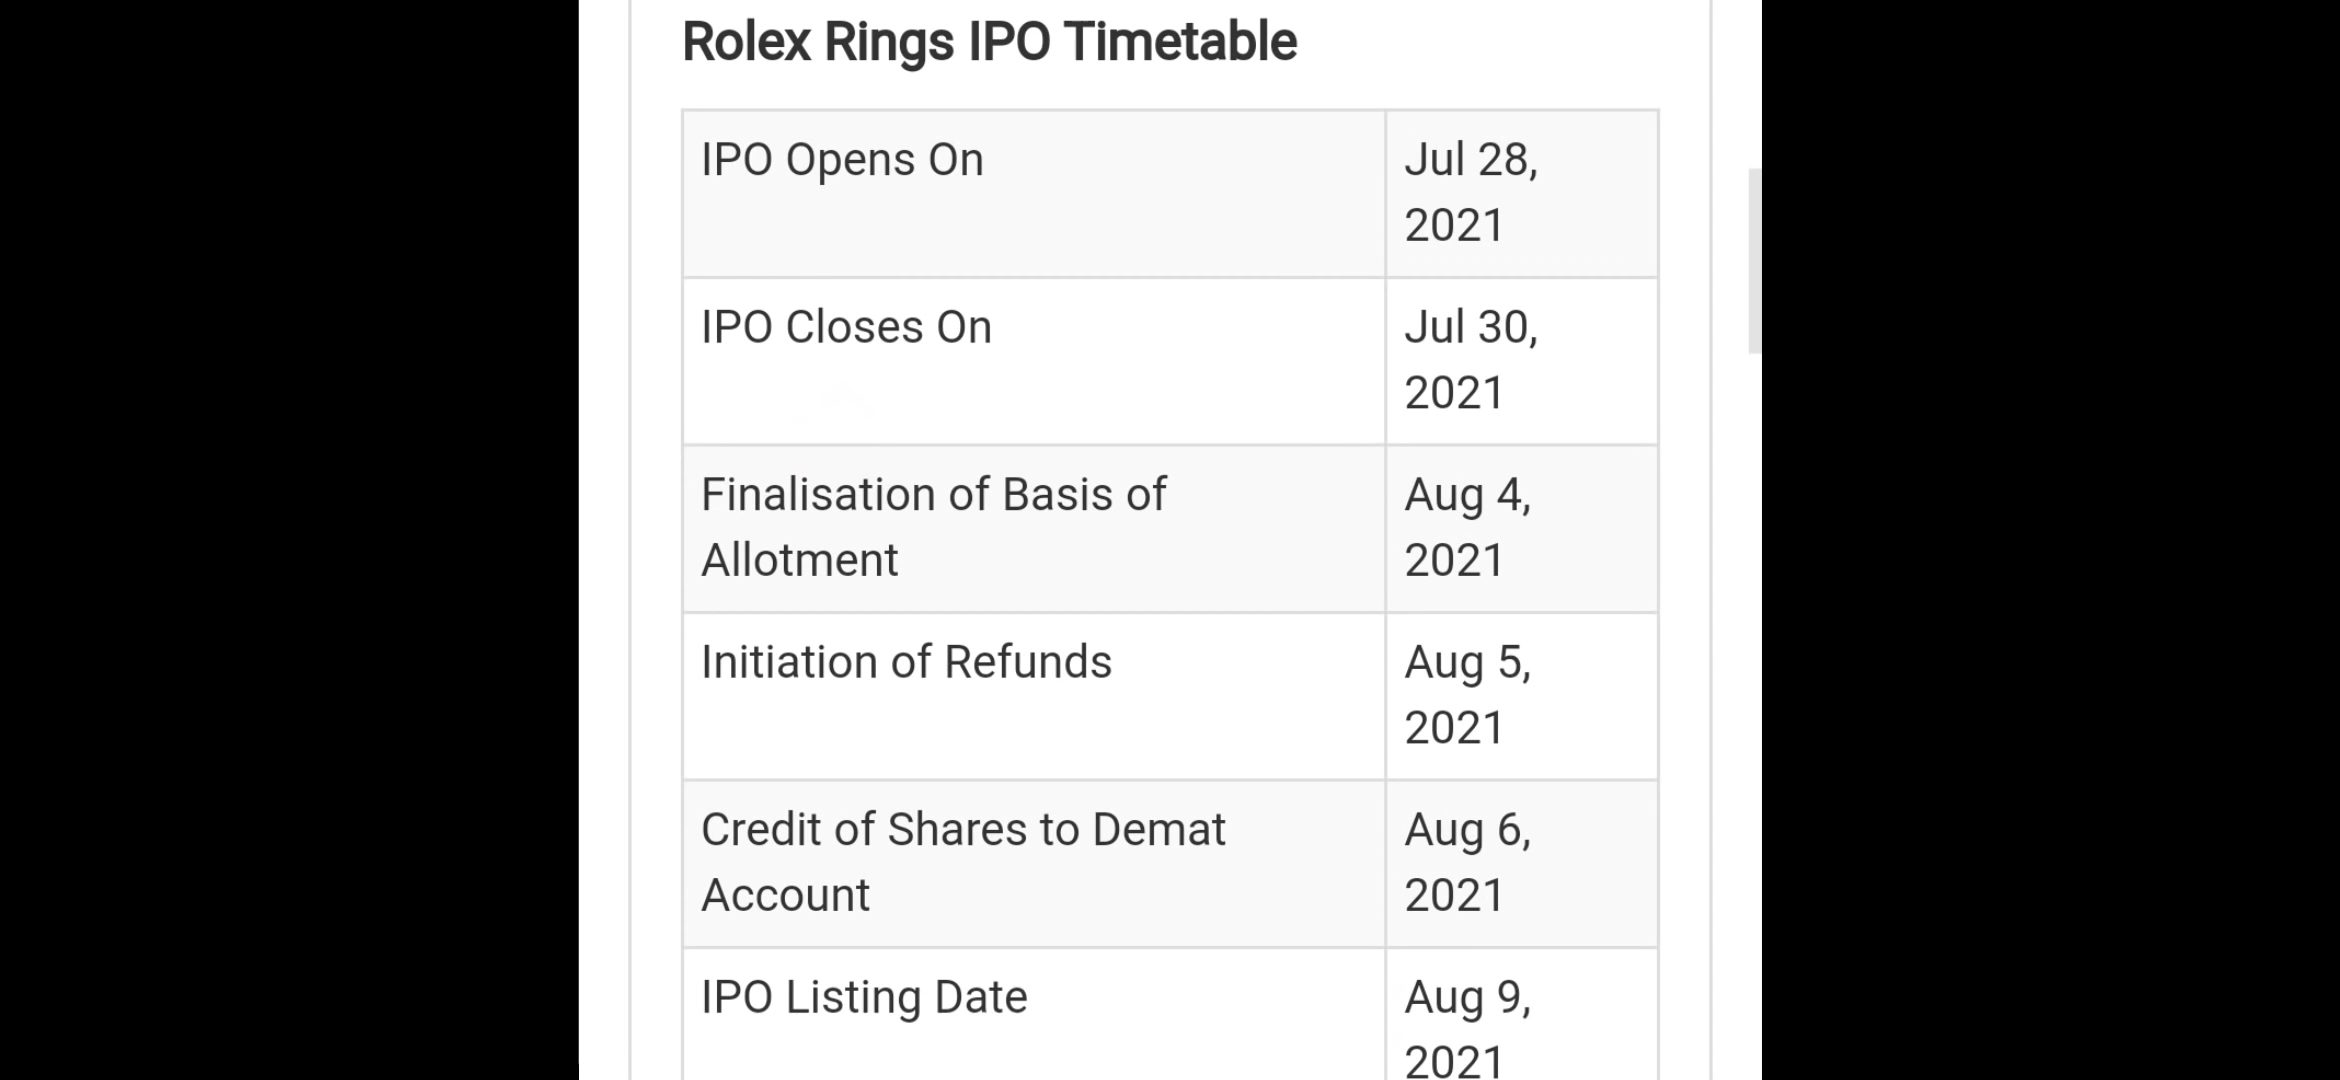 Rolex Rings IPO Timetable
IPO Opens On
Jul 28,
2021
IPO Closes On
Jul 30,
2021
Finalisation of Basis of
Allotment
Aug 4,
2021
Initiation of Refunds
Aug 5,
2021
Credit of Shares to Demat
Account
Aug 6,
2021
IPO Listing Date
Aug 9,
2021